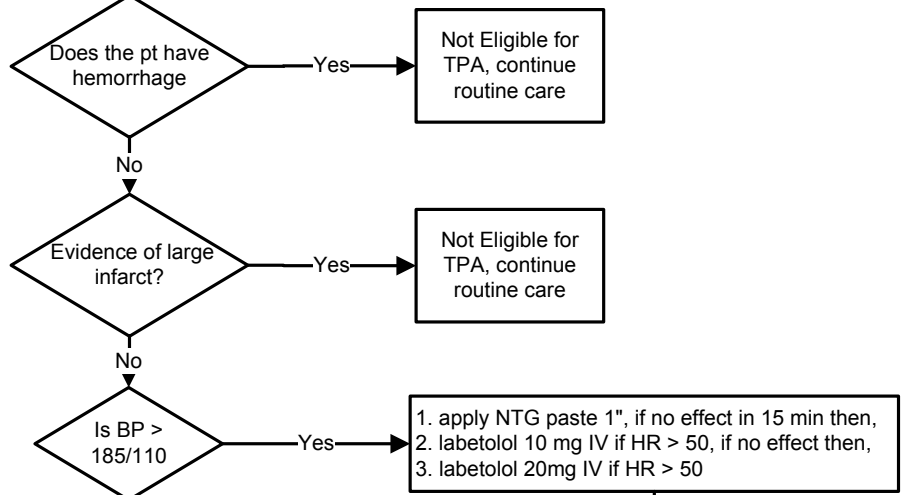 Does the pt have
hemorrhage
Yes
Not Eligible for
TPA, continue
routine care
No
Evidence of large
infarct?
Yes
Not Eligible for
TPA, continue
routine care
No
Is BP >
185/110
Yes
1. apply NTG paste 1", if no effect in 15 min then,
2. labetolol 10 mg IV if HR > 50, if no effect then,
3. labetolol 20mg IV if HR > 50